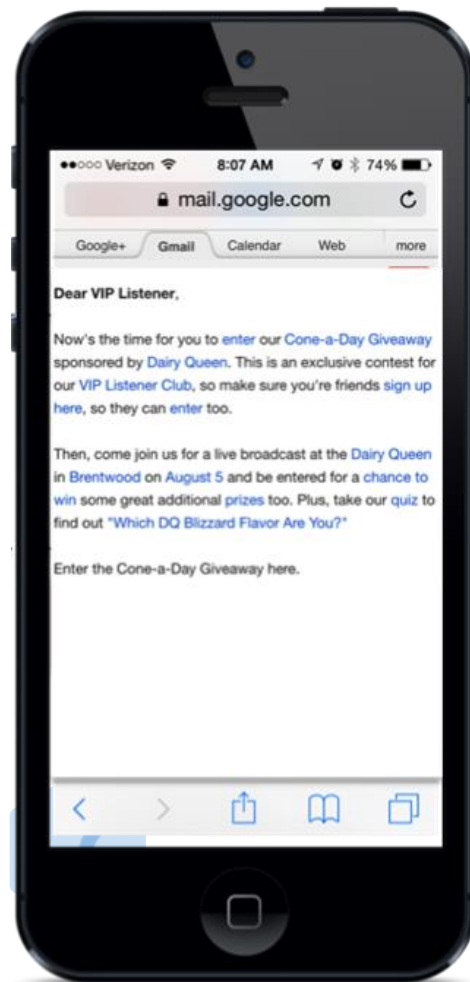 Verizon 8:07 AM 74%
mail.google.com
Google+ Gmail Calendar Web more
Dear VIP Listener,
Now's the time for you to enter our Cone-a-Day Giveaway
sponsored by Dairy Queen. This is an exclusive contest for
our VIP Listener Club, so make sure you're friends sign up
here, so they can enter too.
Then, come join us for a live broadcast at the Dairy Queen
in Brentwood on August 5 and be entered for a chance to
win some great additional prizes too. Plus, take our quiz to
find out "Which DQ Blizzard Flavor Are You?"
Enter the Cone-a-Day Giveaway here.